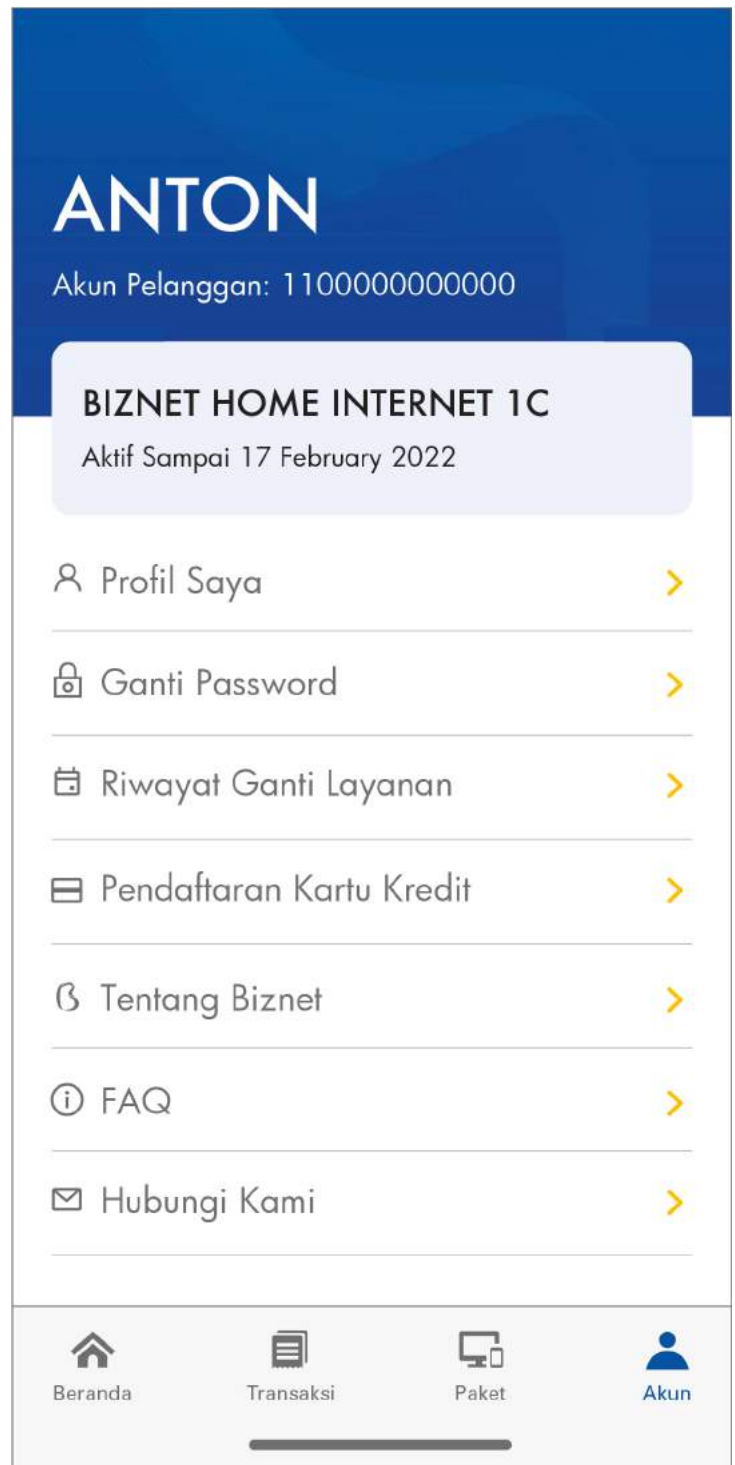 ANTON
Akun Pelanggan: 1100000000000
BIZNET HOME INTERNET 1C
Aktif Sampai 17 February 2022
Profil Saya
Ganti Password
Riwayat Ganti Layanan
Pendaftaran Kartu Kredit
Tentang Biznet
FAQ
Hubungi Kami
Beranda Transaksi Paket Akun